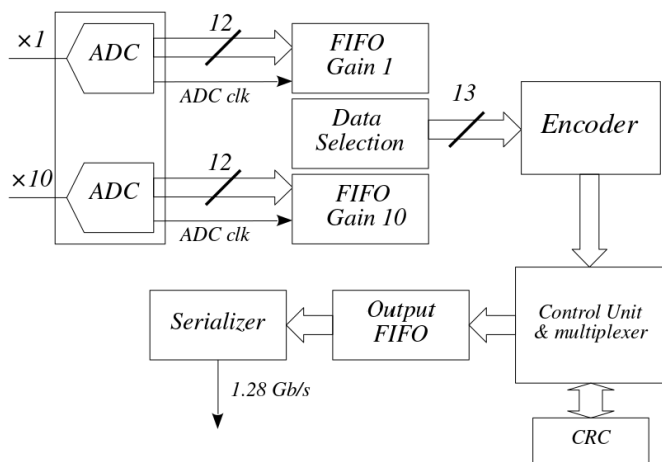 ×1
ADC
12
ADC clk
FIFO
Gain 1
Data
Selection
13
Encoder
×10
ADC
12
ADC clk
FIFO
Gain 10
Serializer
Output
FIFO
Control Unit
& multiplexer
1.28 Gb/s
CRC